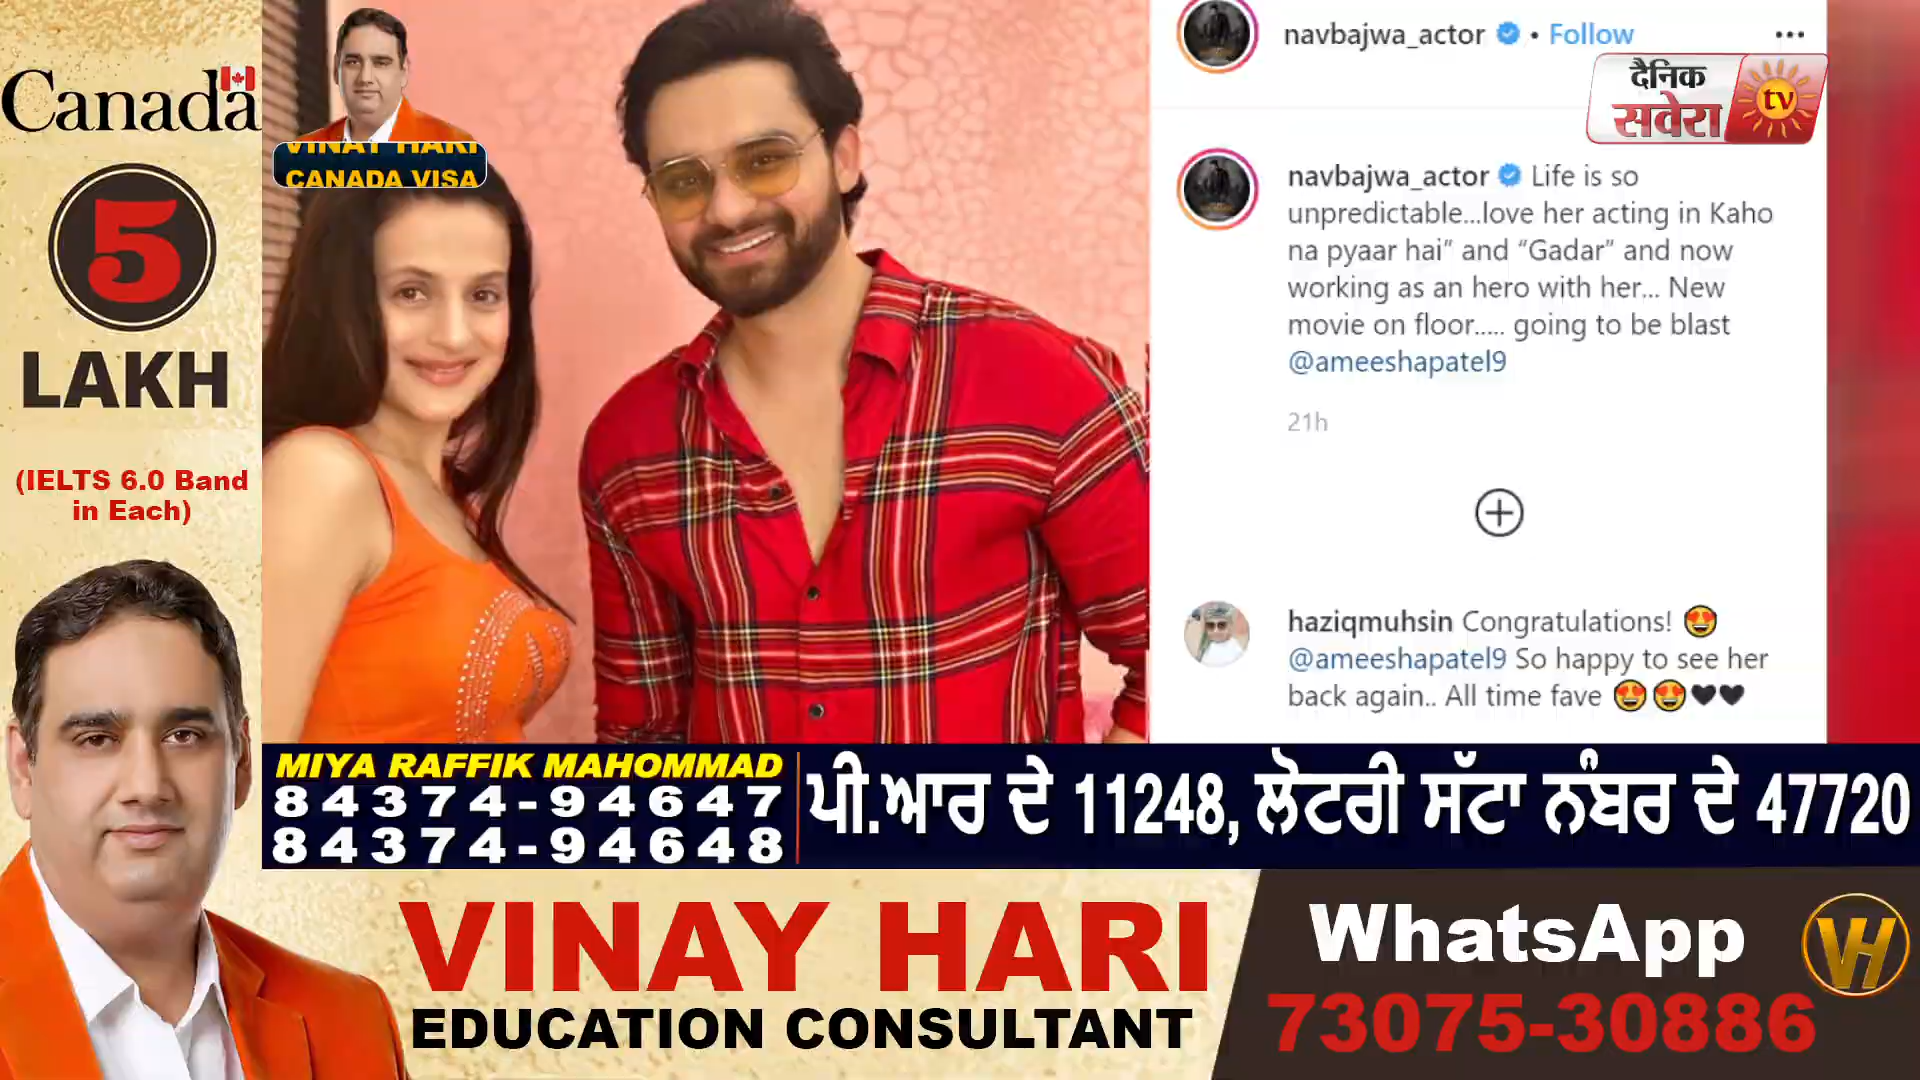 Canada
5
LAKH
(IELTS 6.0 Band
in Each)
VINAY HARI
CANADA VISA
navbajwa_actor • Follow
दैनिक
सवेरा tv
navbajwa_actor Life is so
unpredictable...love her acting in Kaho
na pyaar hai” and “Gadar” and now
working as an hero with her... New
movie on floor..... going to be blast
@ameeshapatel9
21h
haziqmuhsin Congratulations! 😍
@ameeshapatel9 So happy to see her
back again.. All time fave 😍😍🖤🖤
MIYA RAFFIK MAHOMMAD
84374-94647
84374-94648
ਪੀ.ਆਰ ਦੇ 11248, ਲੋਟਰੀ ਸੱਟਾ ਨੰਬਰ ਦੇ 47720
VINAY HARI
EDUCATION CONSULTANT
WhatsApp
73075-30886
VH